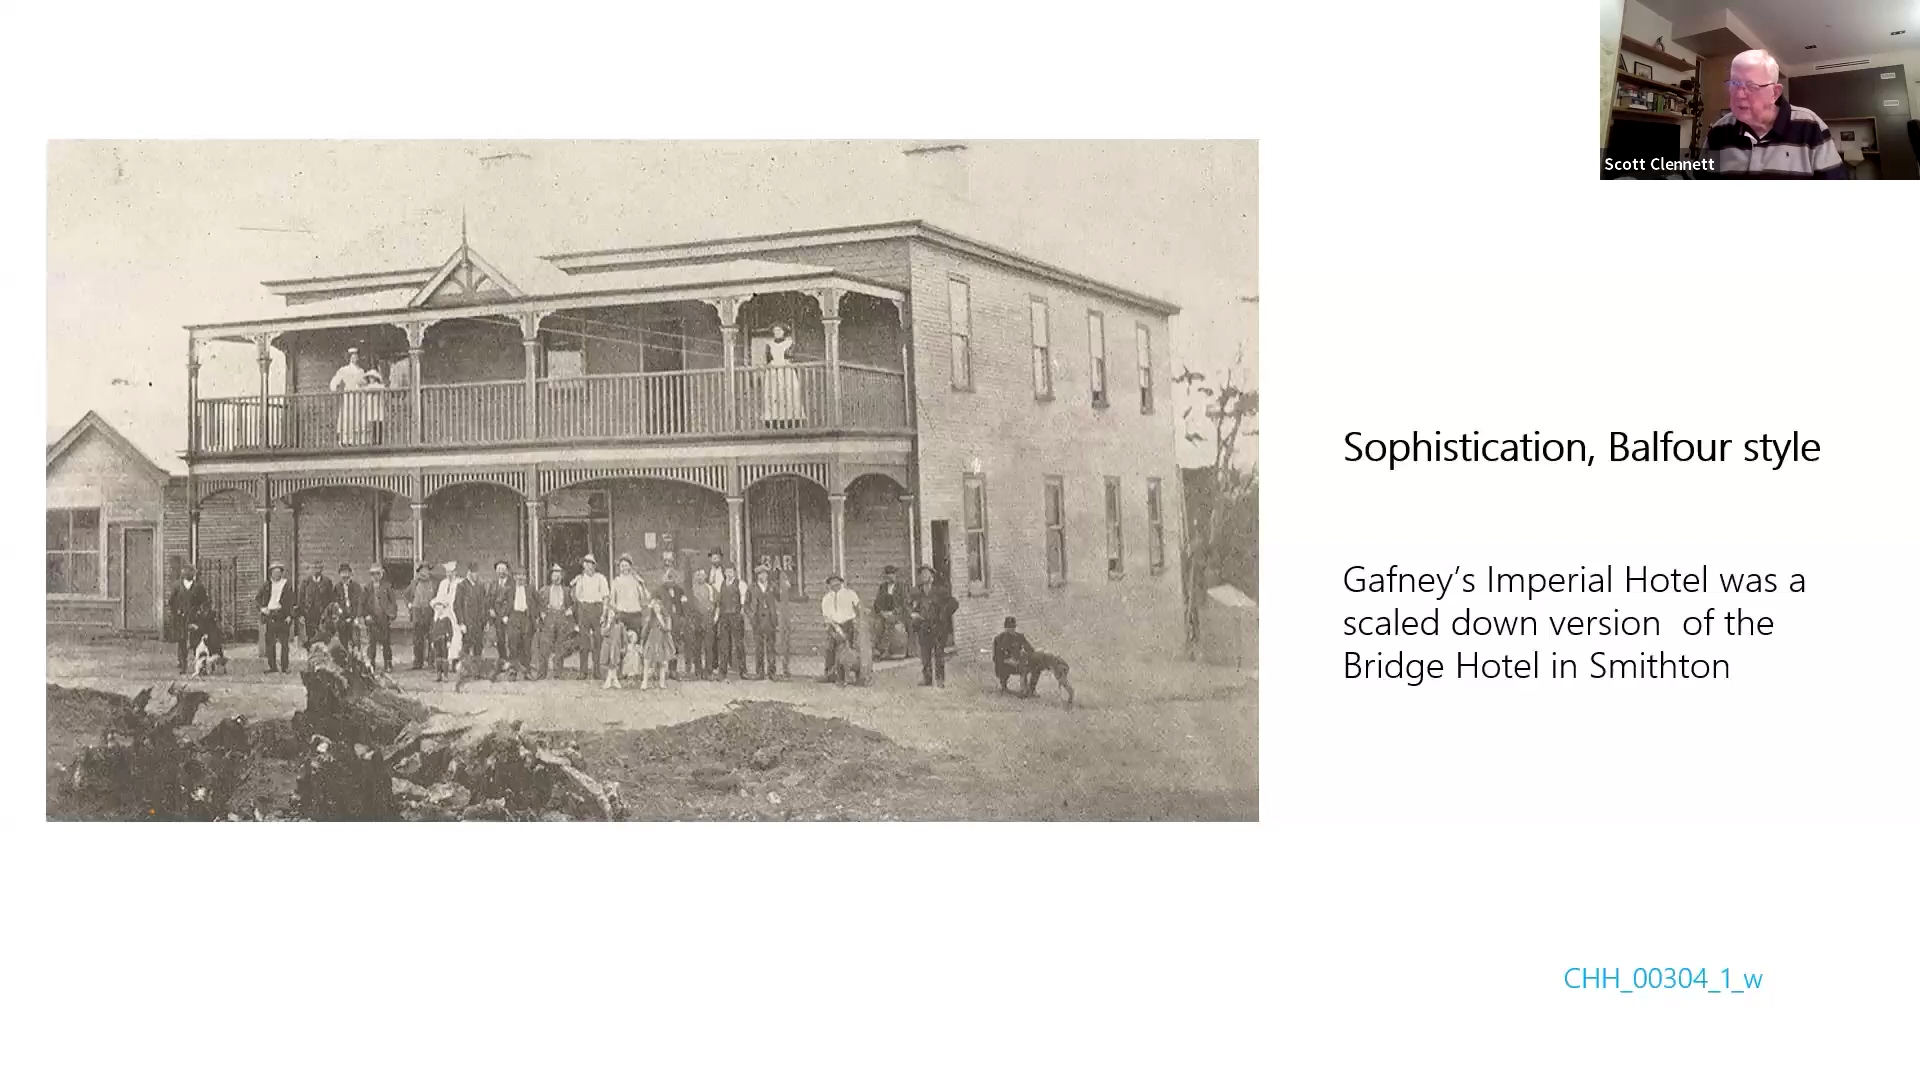 Scott Clennett
BAR
Sophistication, Balfour style
Gafney’s Imperial Hotel was a
scaled down version  of the
Bridge Hotel in Smithton
CHH_00304_1_w